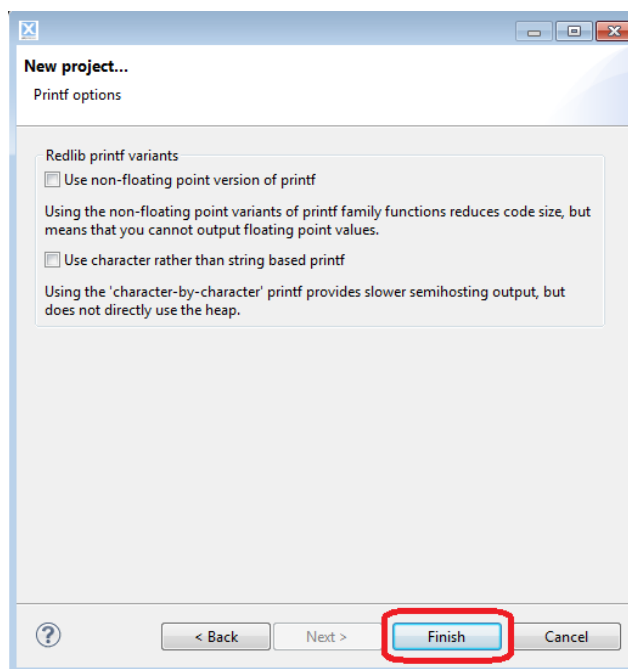 New project...
Printf options
Redlib printf variants
Use non-floating point version of printf
Using the non-floating point variants of printf family functions reduces code size, but
means that you cannot output floating point values.
Use character rather than string based printf
Using the 'character-by-character' printf provides slower semihosting output, but
does not directly use the heap.
? < Back Next > Finish Cancel